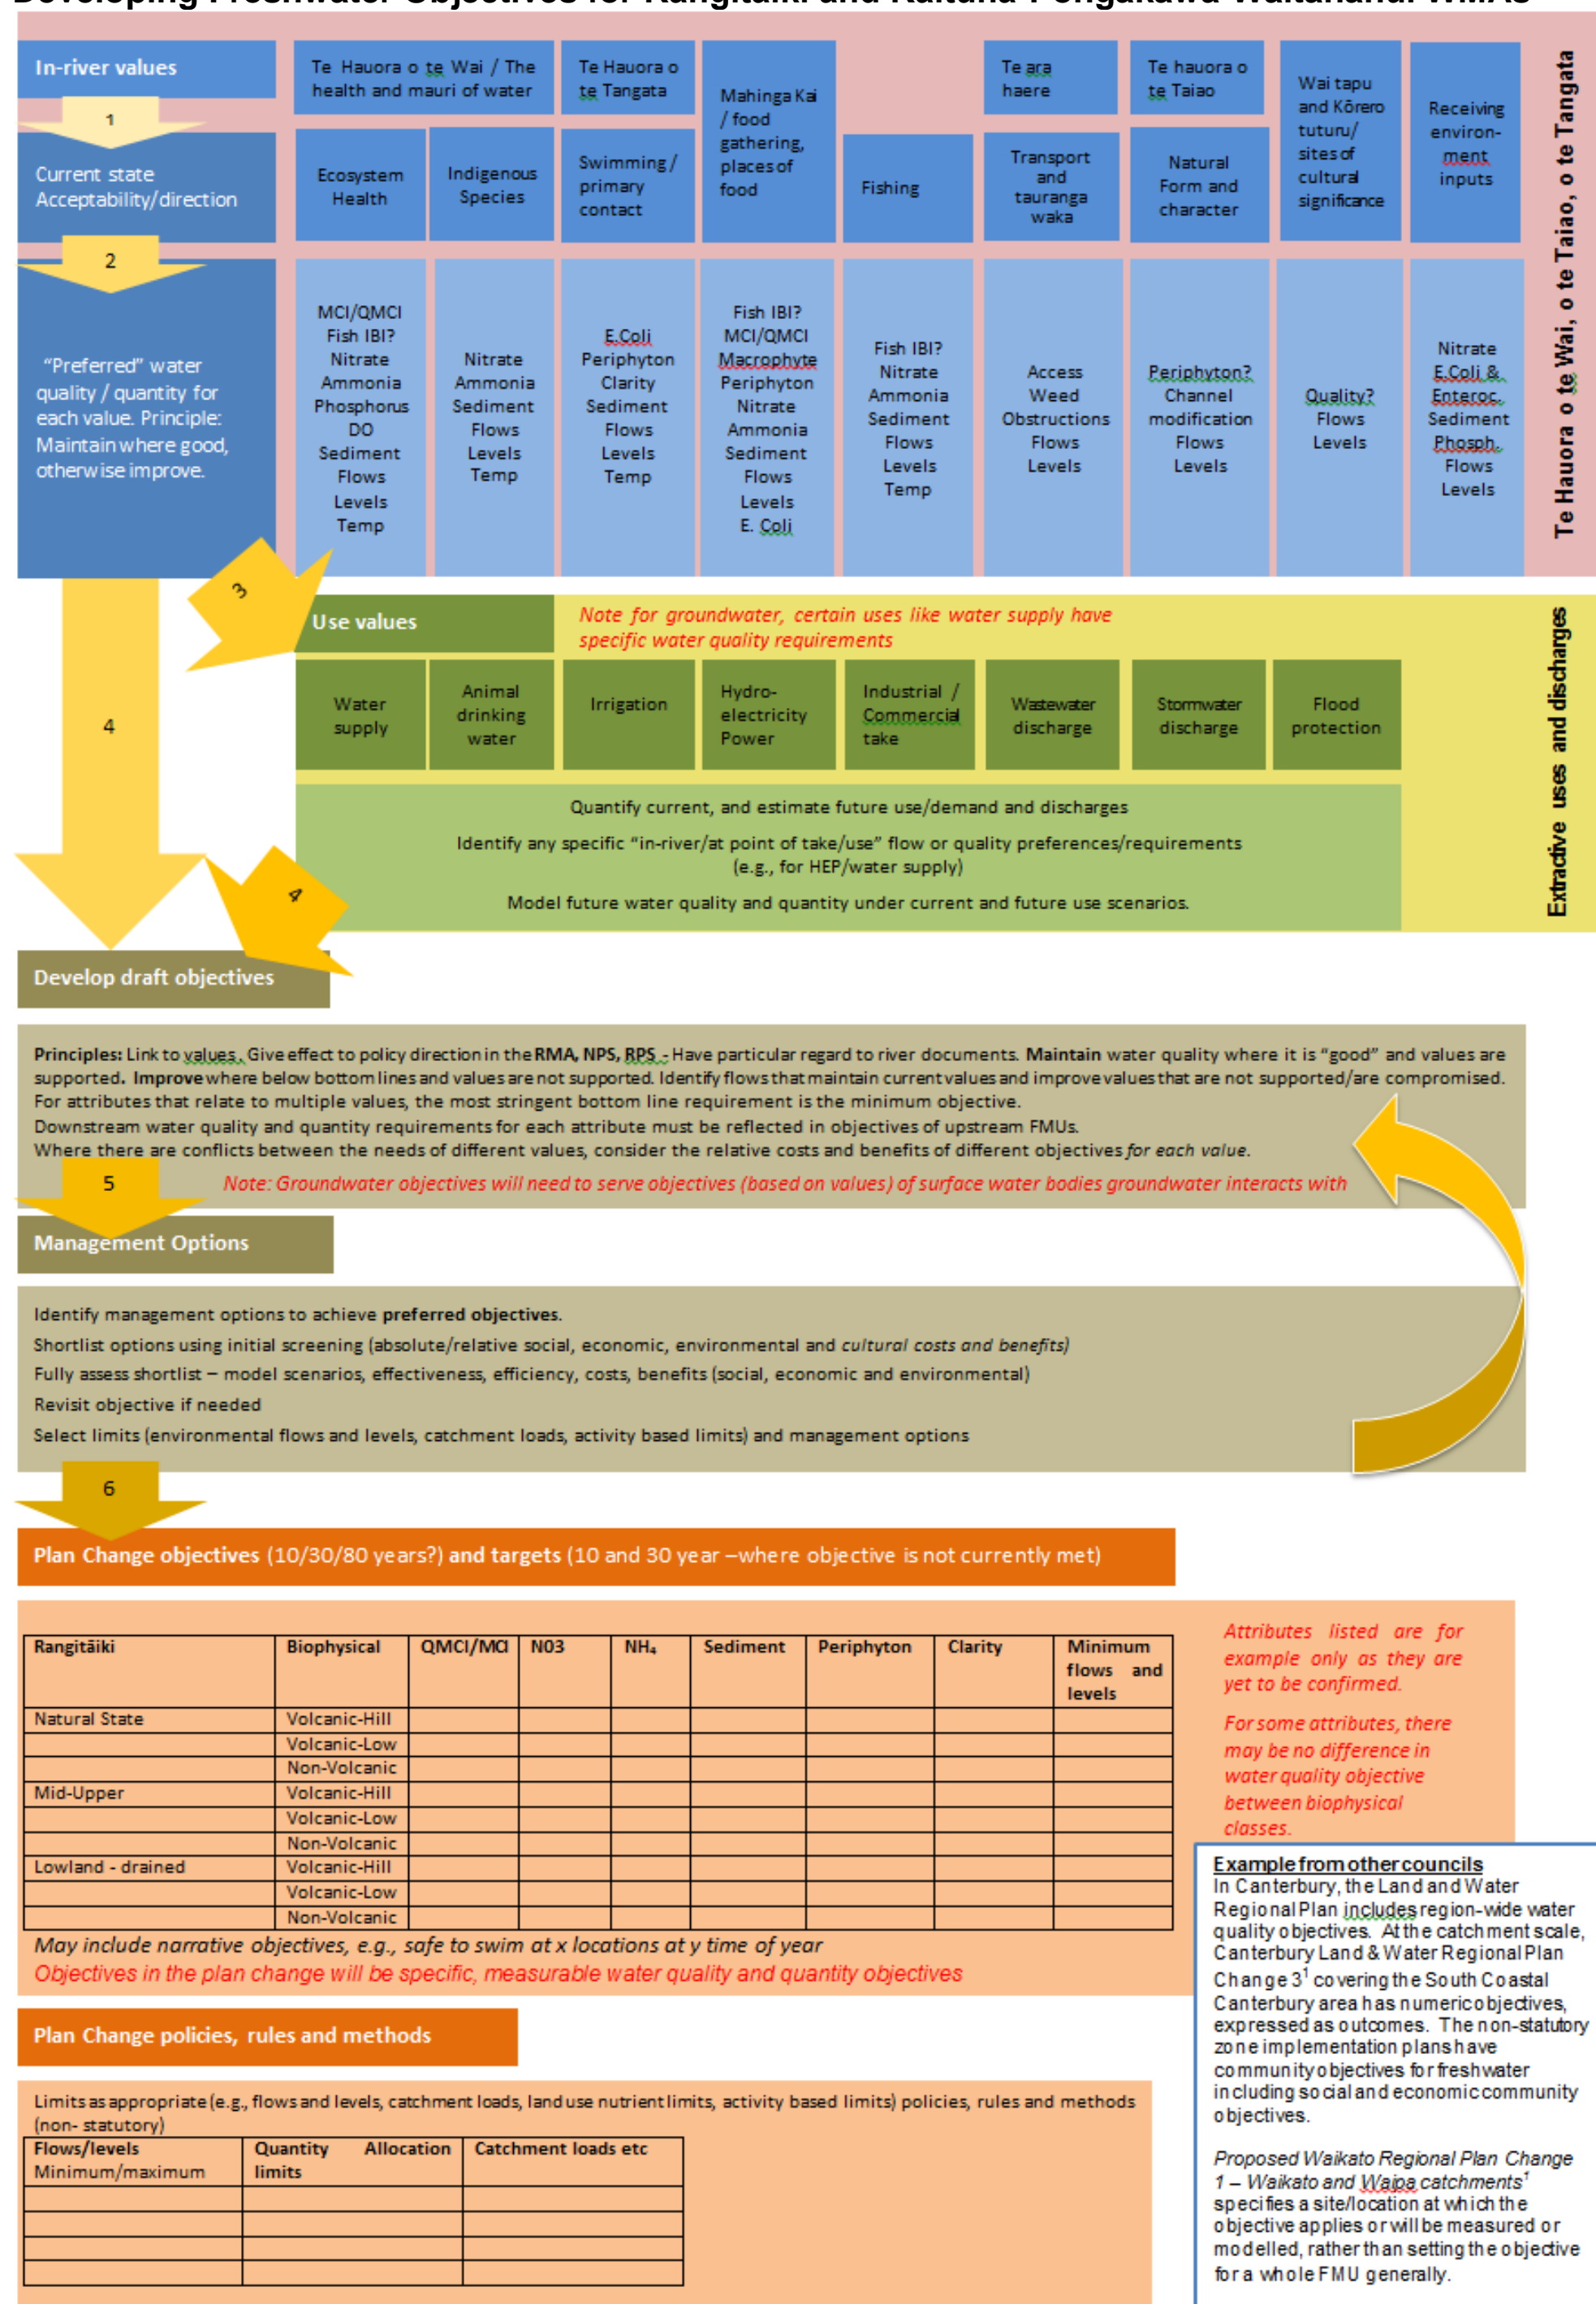 Developing Freshwater Objectives for Rangitāiki and Kaituna-Pongakawa-Waitahanui WMAs
In-river values
1
Current state
Acceptability/direction
2
"Preferred" water
quality / quantity for
each value. Principle:
Maintain where good,
otherwise improve.
Te Hauora o te Wai / The
health and mauri of water
Te Hauora o
te Tangata
Mahinga Kai
/ food
gathering,
places of
food
Te ara
haere
Te hauora o
te Taiao
Wai tapu
and Kōrero
tuturu/
sites of
cultural
significance
Receiving
environ-
ment
inputs
Ecosystem
Health
Indigenous
Species
Swimming/
primary
contact
Fishing
Transport
and
tauranga
waka
Natural
Form and
character
MCI/QMCI
Fish IBI?
Nitrate
Ammonia
Phosphorus
DO
Sediment
Flows
Levels
Temp
Nitrate
Ammonia
Sediment
Flows
Levels
Temp
E.Coli
Periphyton
Clarity
Sediment
Flows
Levels
Temp
Fish IBI?
MCI/QMCI
Macrophyte
Periphyton
Nitrate
Ammonia
Sediment
Flows
Levels
E. Coli
Fish IBI?
Nitrate
Ammonia
Sediment
Flows
Levels
Temp
Access
Weed
Obstructions
Flows
Levels
Periphyton?
Channel
modification
Flows
Levels
Quality?
Flows
Levels
Nitrate
E.Coli &
Enteroc.
Sediment
Phosph.
Flows
Levels
Te Hauora o te Wai, o te Taiao, o te Tangata
3
Use values
Note for groundwater, certain uses like water supply have
specific water quality requirements
Water
supply
Animal
drinking
water
Irrigation
Hydro-
electricity
Power
Industrial /
Commercial
take
Wastewater
discharge
Stormwater
discharge
Flood
protection
Quantify current, and estimate future use/demand and discharges
Identify any specific "in-river/at point of take/use" flow or quality preferences/requirements
(e.g., for HEP/water supply)
Model future water quality and quantity under current and future use scenarios.
Extractive uses and discharges
4
4
Develop draft objectives
Principles: Link to values. Give effect to policy direction in the RMA, NPS, RPS - Have particular regard to river documents. Maintain water quality where it is "good" and values are
supported. Improve where below bottom lines and values are not supported. Identify flows that maintain current values and improve values that are not supported/are compromised.
For attributes that relate to multiple values, the most stringent bottom line requirement is the minimum objective.
Downstream water quality and quantity requirements for each attribute must be reflected in objectives of upstream FMUs.
Where there are conflicts between the needs of different values, consider the relative costs and benefits of different objectives for each value.
5
Note: Groundwater objectives will need to serve objectives (based on values) of surface water bodies groundwater interacts with
Management Options
Identify management options to achieve preferred objectives.
Shortlist options using initial screening (absolute/relative social, economic, environmental and cultural costs and benefits)
Fully assess shortlist – model scenarios, effectiveness, efficiency, costs, benefits (social, economic and environmental)
Revisit objective if needed
Select limits (environmental flows and levels, catchment loads, activity based limits) and management options
6
Plan Change objectives (10/30/80 years?) and targets (10 and 30 year –where objective is not currently met)
Rangitāiki Biophysical QMCI/MCI N03 NH₄ Sediment Periphyton Clarity Minimum
flows and
levels
Natural State Volcanic-Hill
Volcanic-Low
Non-Volcanic
Mid-Upper Volcanic-Hill
Volcanic-Low
Non-Volcanic
Lowland - drained Volcanic-Hill
Volcanic-Low
Non-Volcanic
May include narrative objectives, e.g., safe to swim at x locations at y time of year
Objectives in the plan change will be specific, measurable water quality and quantity objectives
Attributes listed are for
example only as they are
yet to be confirmed.
For some attributes, there
may be no difference in
water quality objective
between biophysical
classes.
Example from other councils
In Canterbury, the Land and Water
Regional Plan includes region-wide water
quality objectives. At the catchment scale,
Canterbury Land & Water Regional Plan
Change 3¹ covering the South Coastal
Canterbury area has numeric objectives,
expressed as outcomes. The non-statutory
zone implementation plans have
community objectives for freshwater
including social and economic community
objectives.
Proposed Waikato Regional Plan Change
1 – Waikato and Waipa catchments¹
specifies a site/location at which the
objective applies or will be measured or
modelled, rather than setting the objective
for a whole FMU generally.
Plan Change policies, rules and methods
Limits as appropriate (e.g., flows and levels, catchment loads, land use nutrient limits, activity based limits) policies, rules and methods
(non- statutory)
Flows/levels Quantity Allocation Catchment loads etc
Minimum/maximum limits